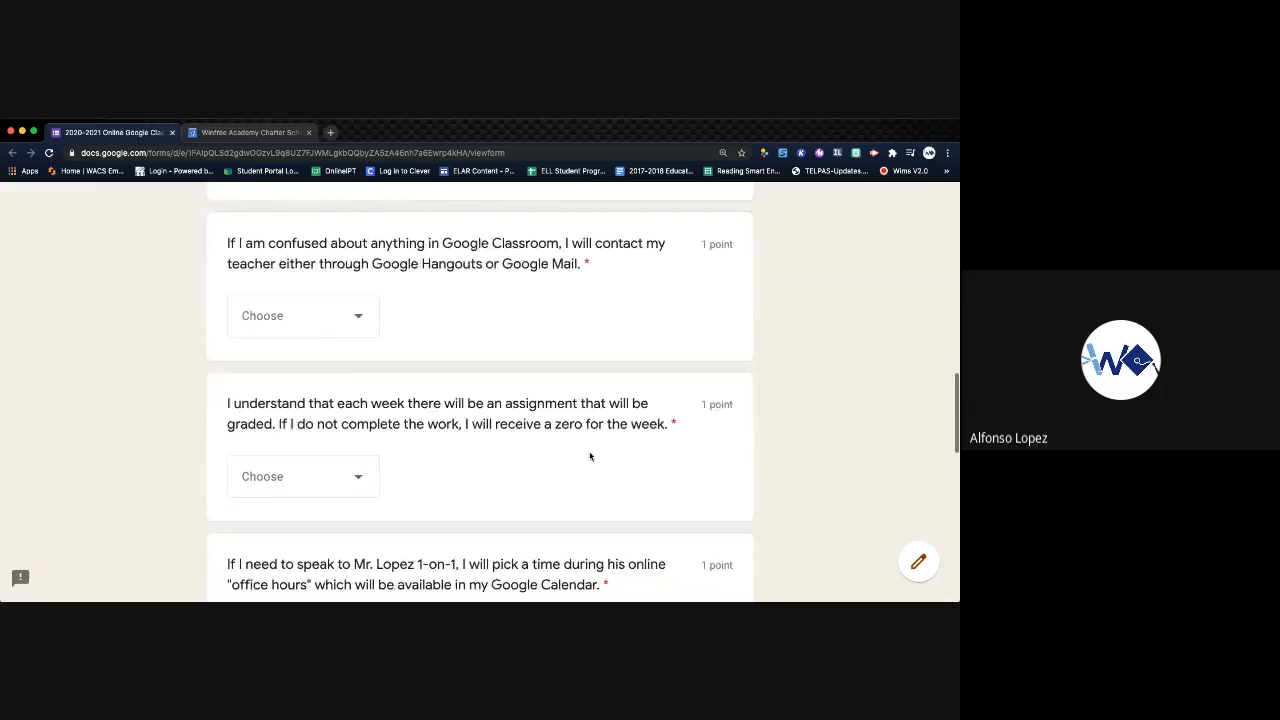 2020-2021 Online Google Clas
Winfree Academy Charter Sch
docs.google.com/forms/d/e/
/viewform
Apps
Home | WACS Em...
Login - Powered b...
Student Portal Lo...
OnlineIPT
Log in to Clever
ELAR Content - P...
ELL Student Progr...
2017-2018 Educat...
Reading Smart En...
TELPAS-Updates....
Wims V2.0
»
If I am confused about anything in Google Classroom, I will contact my
1 point
teacher either through Google Hangouts or Google Mail. *
Choose
I understand that each week there will be an assignment that will be
1 point
graded. If I do not complete the work, I will receive a zero for the week. *
Choose
If I need to speak to Mr. Lopez 1-on-1, I will pick a time during his online
1 point
"office hours" which will be available in my Google Calendar. *
W
Alfonso Lopez